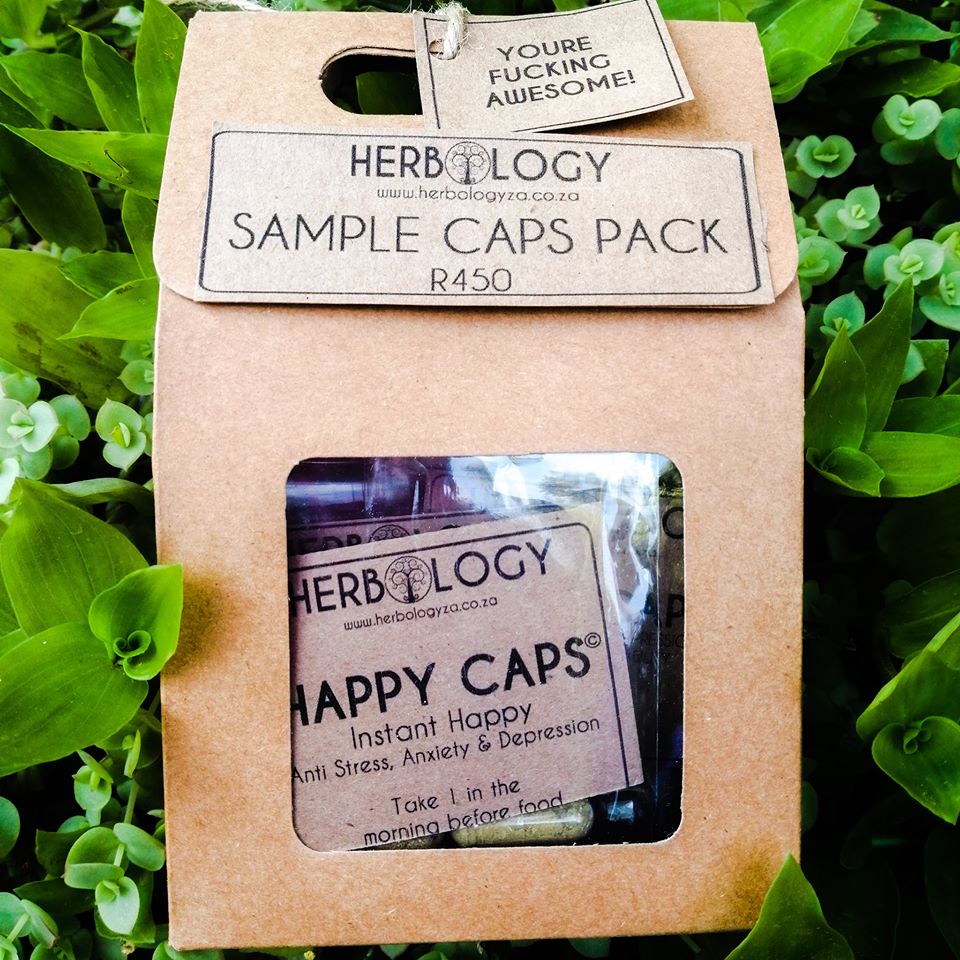 YOURE
FUCKING
AWESOME!
HERBOLOGY
www.herbologyza.co.za
SAMPLE CAPS PACK
R450
HERBOLOGY
HERBOLOGY
www.herbologyza.co.za
HAPPY CAPS©
Instant Happy
Anti Stress, Anxiety & Depression
Take 1 in the
morning before food